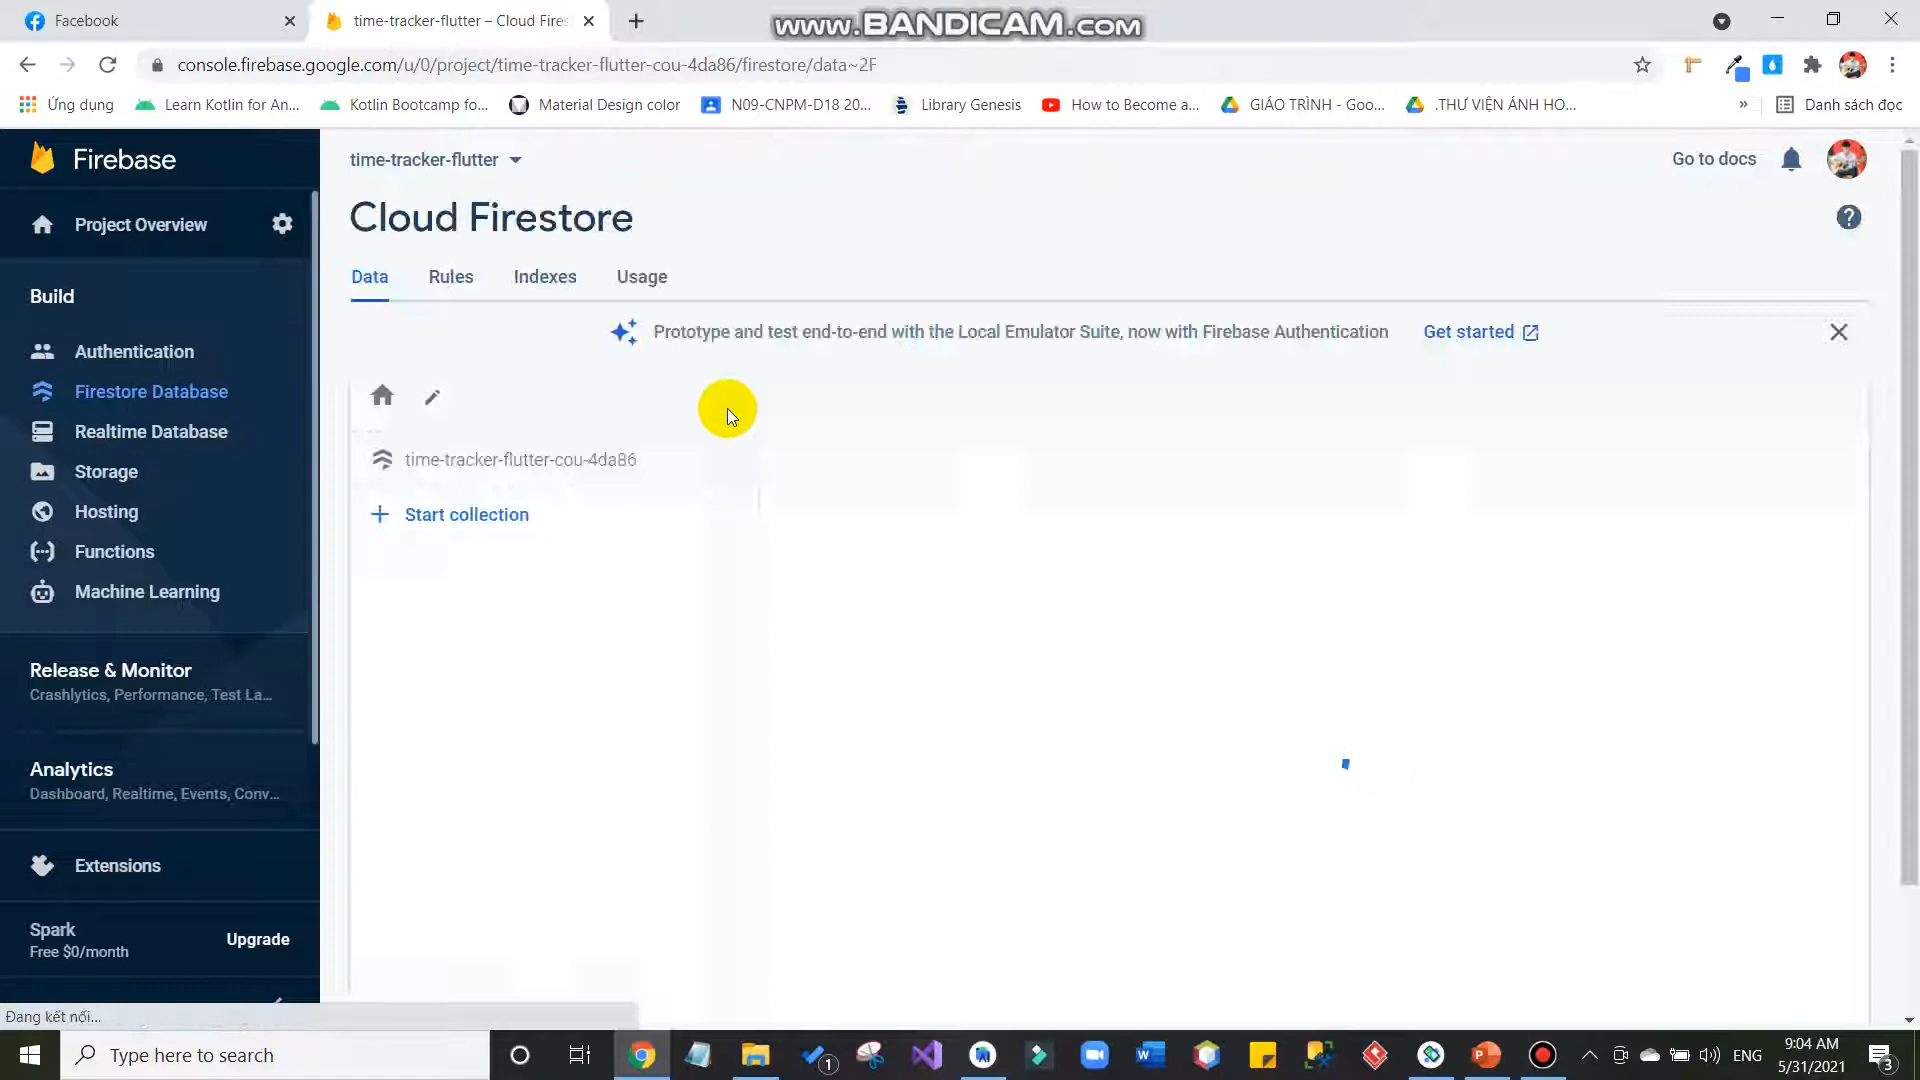 Facebook
time-tracker-flutter – Cloud Fires
www.BANDICAM.com
console.firebase.google.com/u/0/project/time-tracker-flutter-cou-4da86/firestore/data~2F
Ứng dụng
Learn Kotlin for An...
Kotlin Bootcamp fo...
Material Design color
N09-CNPM-D18 20...
Library Genesis
How to Become a...
GIÁO TRÌNH - Goo...
.THƯ VIỆN ẢNH HO...
»
Danh sách đọc
Firebase
time-tracker-flutter
Go to docs
Project Overview
Cloud Firestore
Data
Rules
Indexes
Usage
Build
Prototype and test end-to-end with the Local Emulator Suite, now with Firebase Authentication
Get started
Authentication
Firestore Database
Realtime Database
Storage
Hosting
Functions
Machine Learning
time-tracker-flutter-cou-4da86
Start collection
Release & Monitor
Crashlytics, Performance, Test La...
Analytics
Dashboard, Realtime, Events, Conv...
Extensions
Spark
Free $0/month
Upgrade
Đang kết nối...
Type here to search
1
ENG
9:04 AM
5/31/2021
3